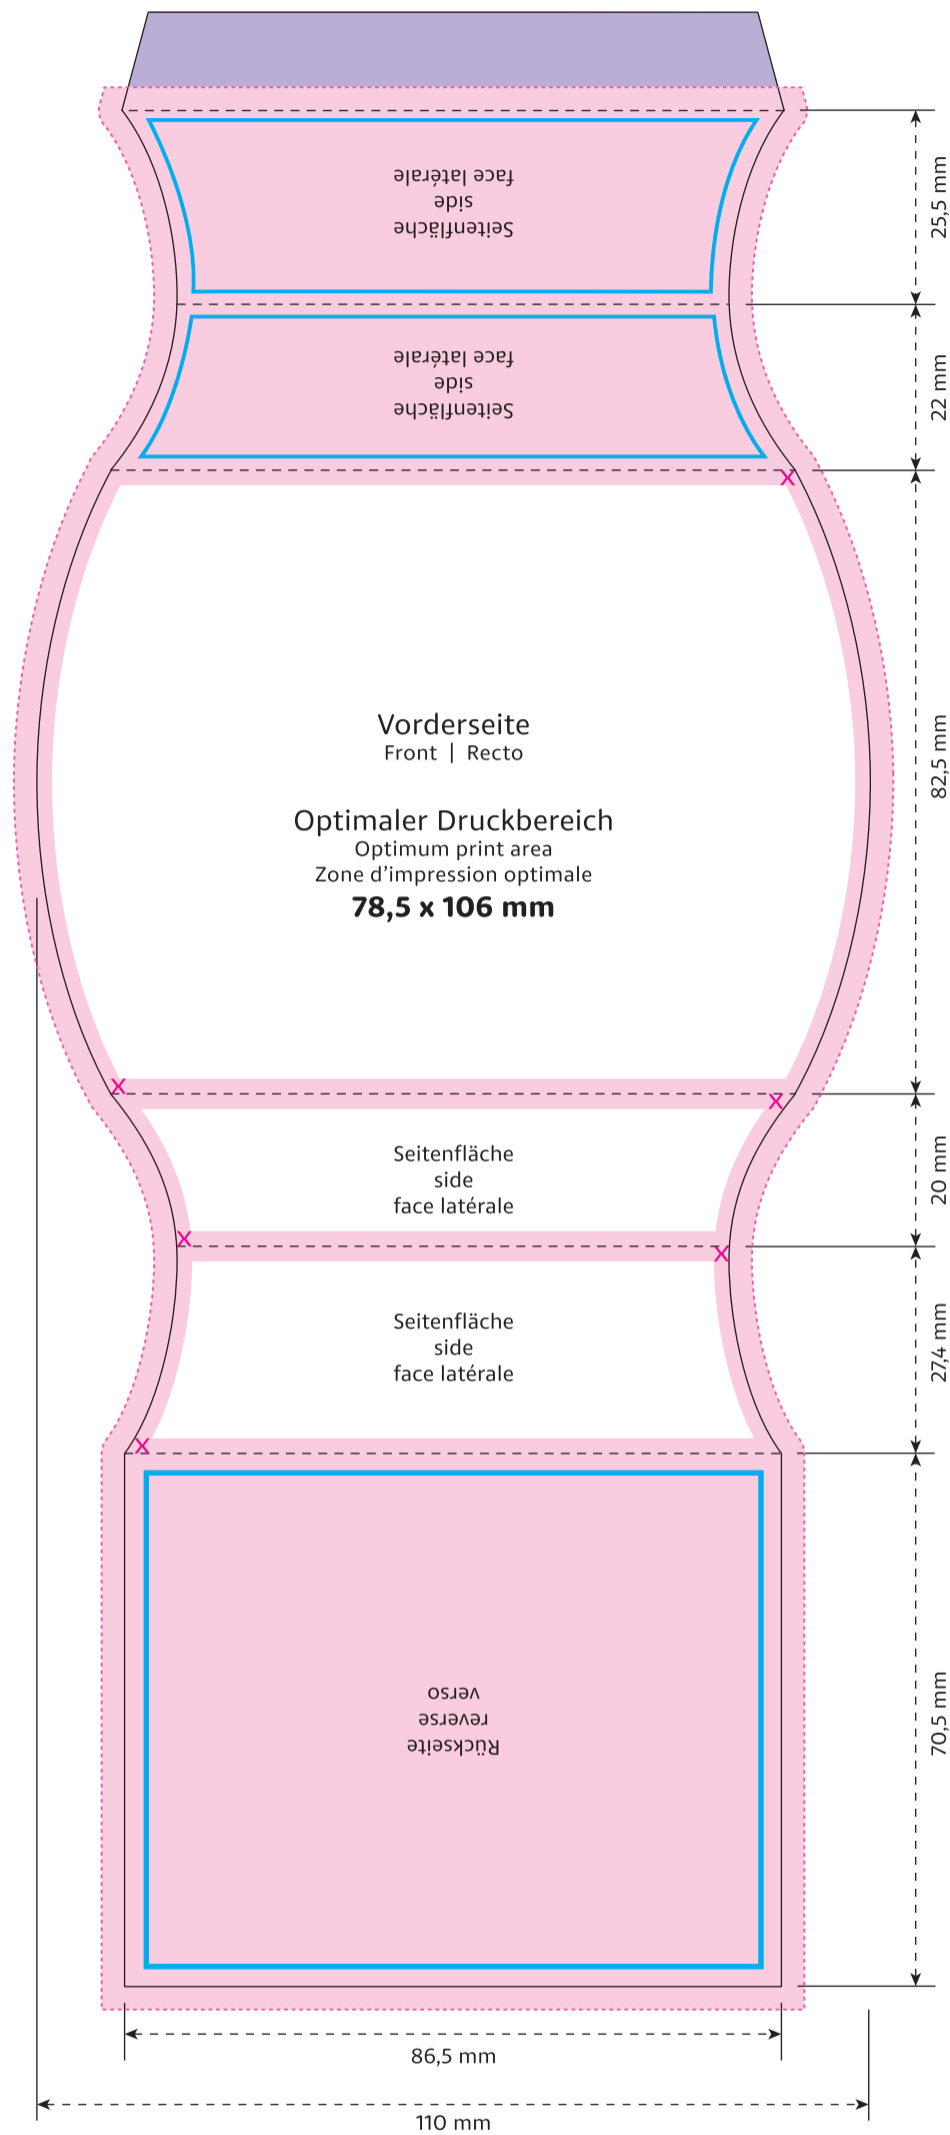 face latérale
side
Seitenfläche
25,5 mm
face latérale
side
Seitenfläche
22 mm
Vorderseite
Front | Recto
Optimaler Druckbereich
Optimum print area
Zone d’impression optimale
78,5 x 106 mm
82,5 mm
Seitenfläche
side
face latérale
20 mm
Seitenfläche
side
face latérale
27,4 mm
verso
reverse
Rückseite
70,5 mm
86,5 mm
110 mm